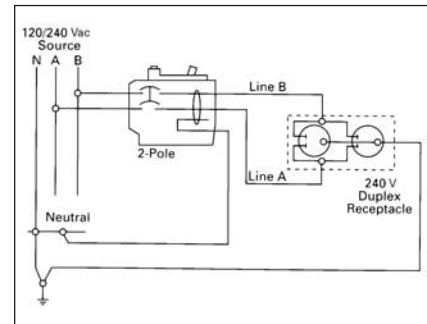 120/240 Vac
Source
N A B
Line B
2-Pole
Line A
240 V
Duplex
Receptacle
Neutral